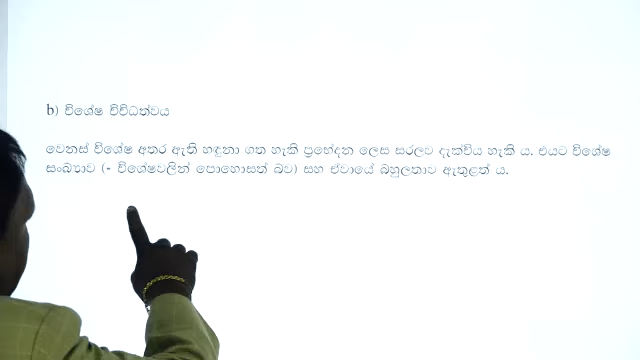 b) විශේෂ විවිධත්වය
වෙනස් විශේෂ අතර ඇති හඳුනා ගත හැකි ප්‍රභේදන ලෙස සරලව දැක්විය හැකි ය. එයට විශේෂ
සංඛ්‍යාව (- විශේෂවලින් පොහොසත් බව) සහ ඒවායේ බහුලතාව ඇතුළත් ය.